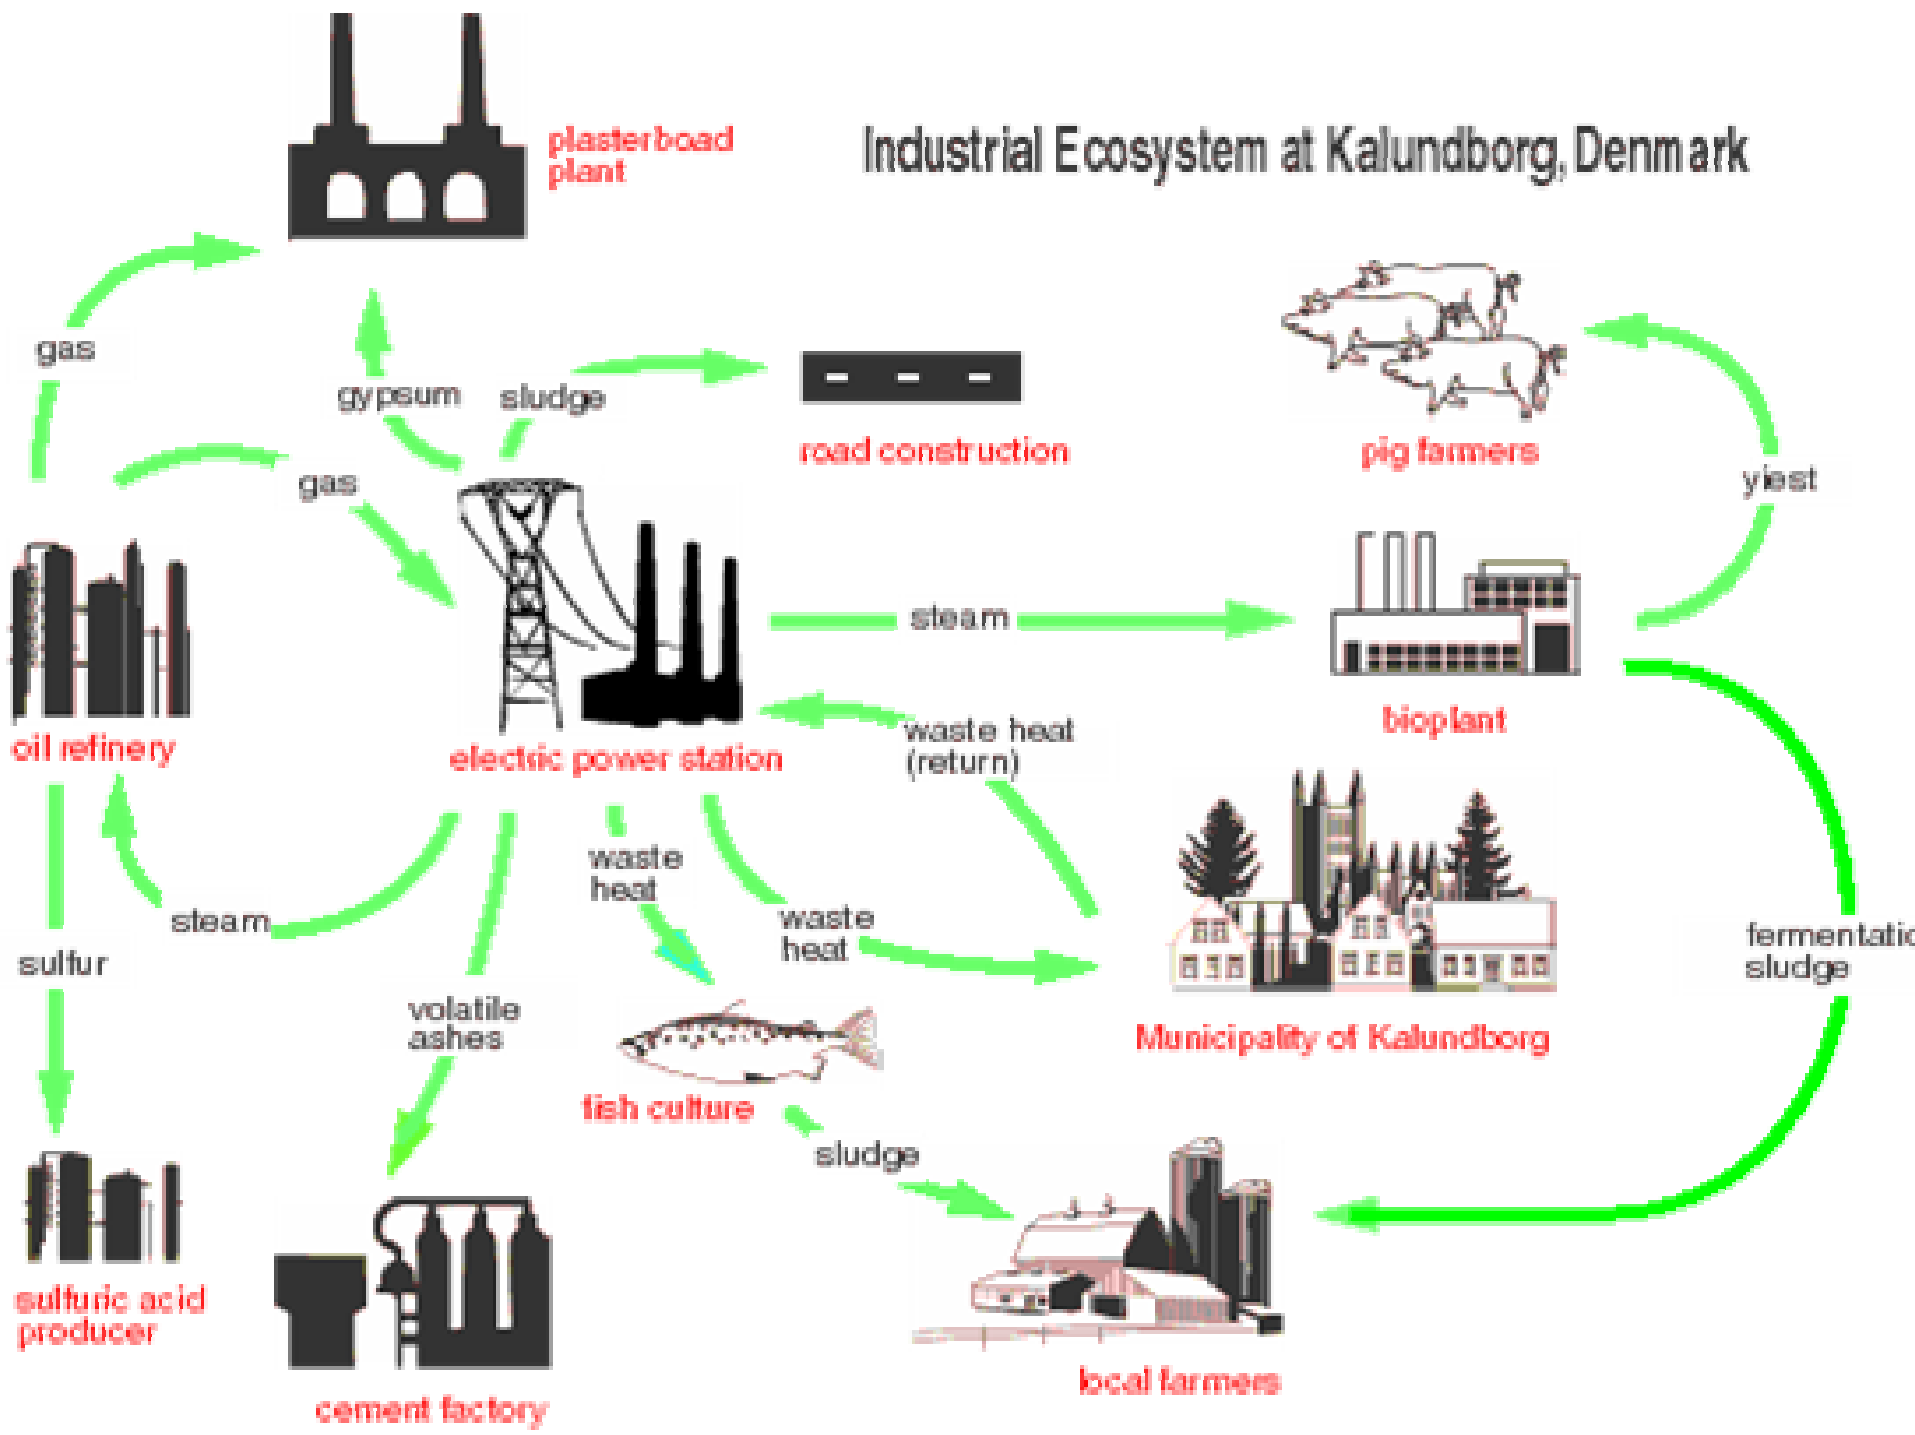 plasterboad
plant
Industrial Ecosystem at Kalundborg, Denmark
gas
gypsum
sludge
road construction
pig farmers
gas
yiest
steam
oil refinery
electric power station
waste heat
(return)
bioplant
waste
heat
steam
waste
heat
sulfur
fermentatio
sludge
volatile
ashes
Municipality of Kalundborg
fish culture
sludge
sulfuric acid
producer
local farmers
cement factory